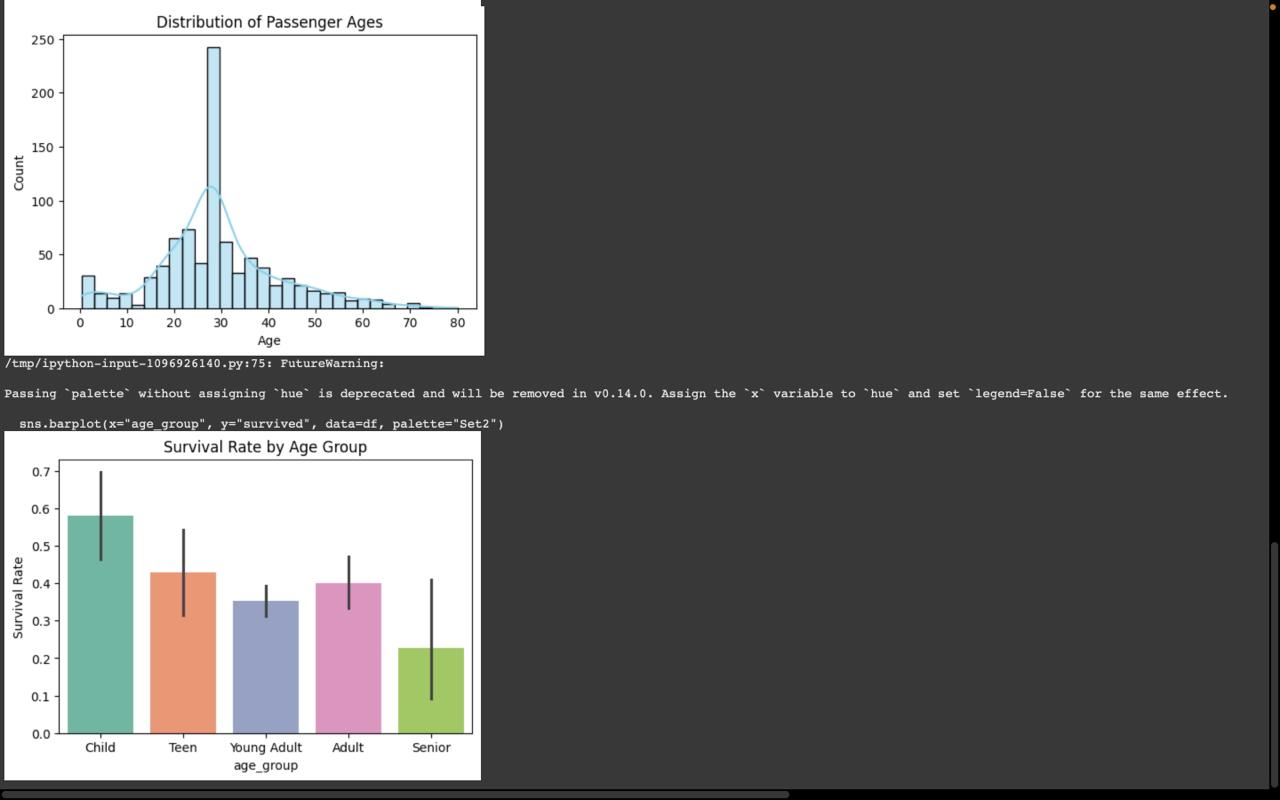 Distribution of Passenger Ages
250
200
150
100
50
0
Count
0 10 20 30 40 50 60 70 80
Age
/tmp/ipython-input-1096926140.py:75: FutureWarning:
Passing `palette` without assigning `hue` is deprecated and will be removed in v0.14.0. Assign the `x` variable to `hue` and set `legend=False` for the same effect.
sns.barplot(x="age_group", y="survived", data=df, palette="Set2")
Survival Rate by Age Group
0.7
0.6
0.5
0.4
0.3
0.2
0.1
0.0
Survival Rate
Child Teen Young Adult Adult Senior
age_group